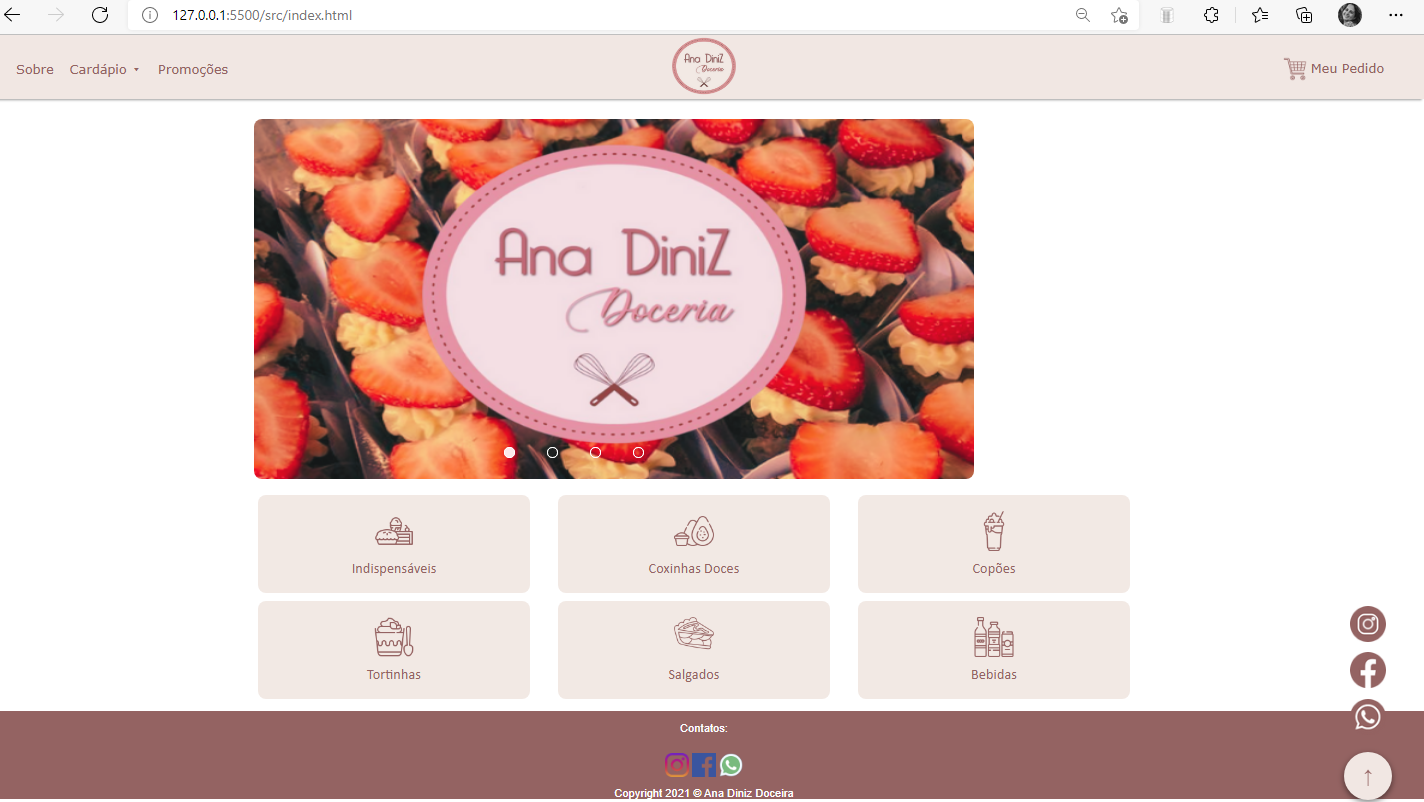 127.0.0.1:5500/src/index.html
Sobre Cardápio Promoções
Ana DiniZ
Doceria
Meu Pedido
Ana DiniZ
Doceria
Indispensáveis Coxinhas Doces Copões
Tortinhas Salgados Bebidas
Contatos:
Copyright 2021 © Ana Diniz Doceira